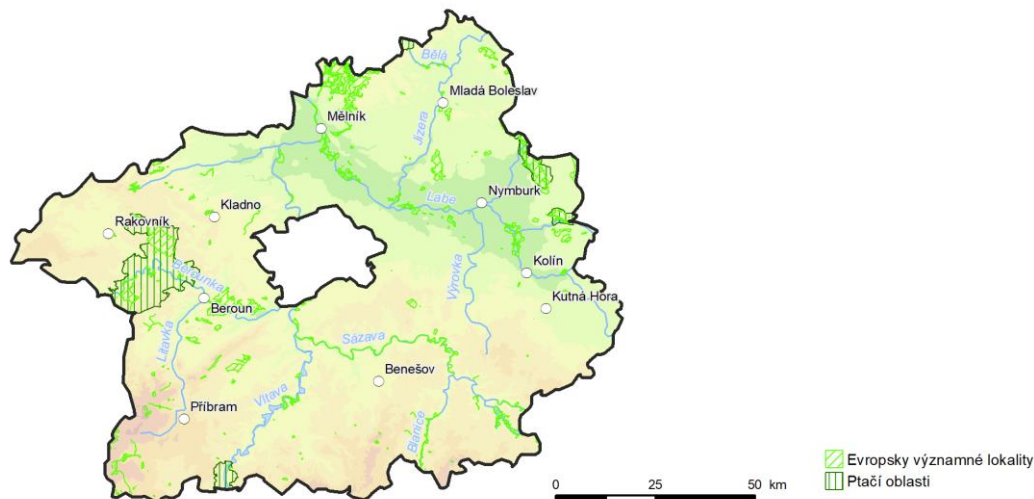 Bělá
Mladá Boleslav
Mělník
Jizera
Nymburk
Labe
Kladno
Rakovník
Kolín
Berounka
Výrovka
Beroun
Kutná Hora
Litavka
Sázava
Benešov
Vltava
Příbram
Blanice
Evropsky významné lokality
Ptačí oblasti
0 25 50 km